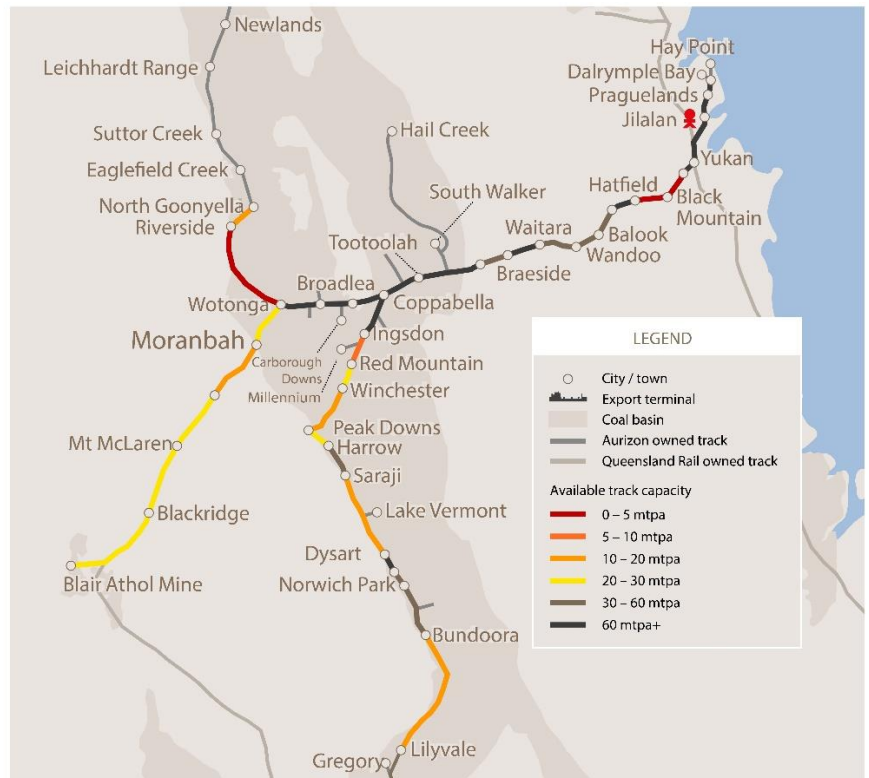 Newlands
Leichhardt Range
Suttor Creek
Eaglefield Creek
North Goonyella
Riverside
Wotonga
Moranbah
Mt McLaren
Blackridge
Blair Athol Mine
Hail Creek
South Walker
Tootoolah
Broadlea
Coppabella
Carborough
Downs
Millennium
Ingsdon
Red Mountain
Winchester
Peak Downs
Harrow
Saraji
Lake Vermont
Dysart
Norwich Park
Bundoora
Lilyvale
Gregory
Hay Point
Dalrymple Bay
Praguelands
Jilalan
Yukan
Hatfield
Black
Mountain
Waitara
Balook
Wandoo
Braeside
LEGEND
City / town
Export terminal
Coal basin
Aurizon owned track
Queensland Rail owned track
Available track capacity
0 – 5 mtpa
5 – 10 mtpa
10 – 20 mtpa
20 – 30 mtpa
30 – 60 mtpa
60 mtpa+